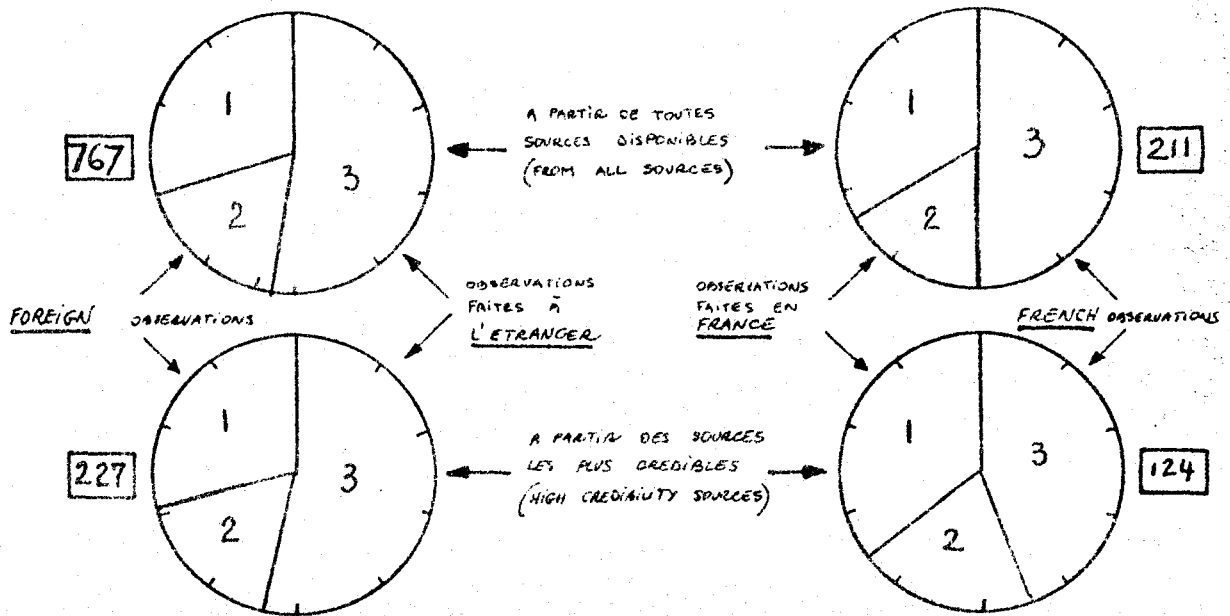 1
2
3
767
A PARTIR DE TOUTES
SOURCES DISPONIBLES
(FROM ALL SOURCES)
1
2
3
211
FOREIGN OBSERVATIONS
OBSERVATIONS
FAITES À
L'ETRANGER
OBSERVATIONS
FAITES EN
FRANCE
FRENCH OBSERVATIONS
1
2
3
227
A PARTIR DES SOURCES
LES PLUS CREDIBLES
(HIGH CREDIBILITY SOURCES)
1
2
3
124